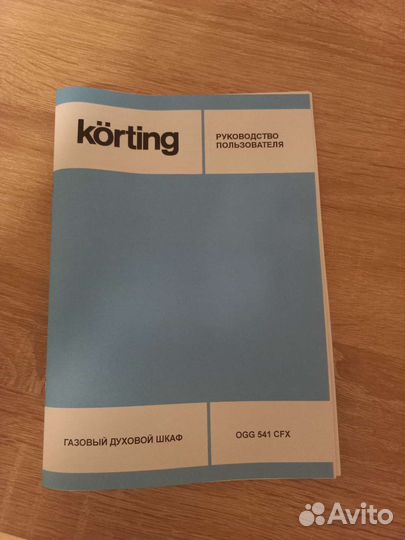 körting
РУКОВОДСТВО
ПОЛЬЗОВАТЕЛЯ
ГАЗОВЫЙ ДУХОВОЙ ШКАФ
OGG 541 CFX
Avito